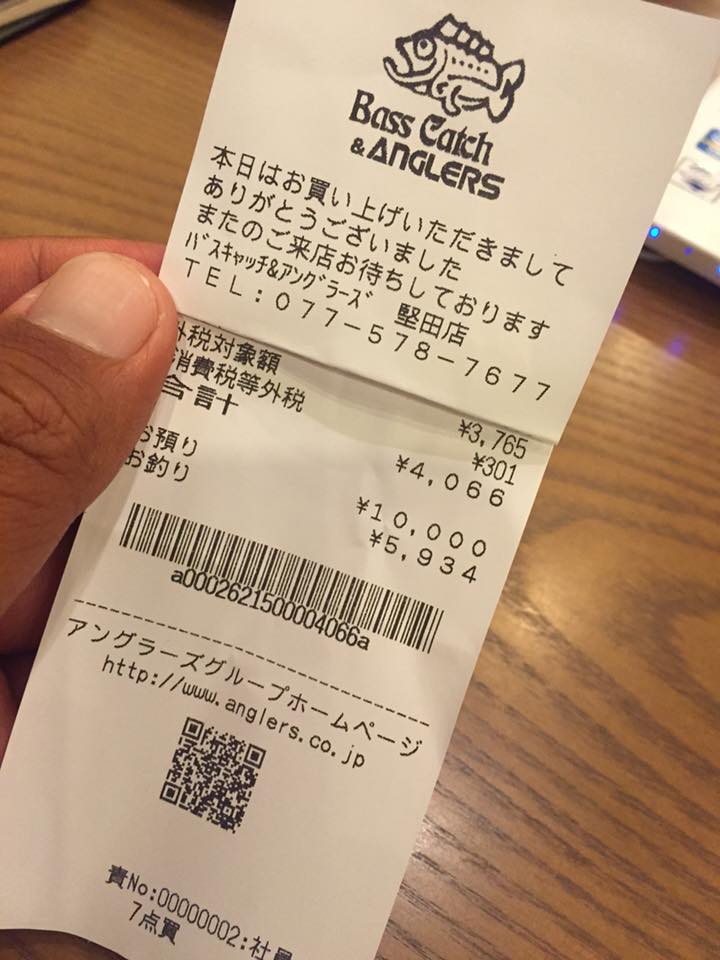 Bass Catch
& ANGLERS
本日はお買い上げいただきまして
ありがとうございました
またのご来店お待ちしております
ﾊﾞｽｷｬｯﾁ&ｱﾝｸﾞﾗｰｽﾞ 堅田店
TEL:077-578-7677
外税対象額 ¥3,765
消費税等外税 ¥301
合計 ¥4,066
お預り ¥10,000
お釣り ¥5,934
a0002621500004066a
アングラーズグループホームページ
http://www.anglers.co.jp
責No:00000002:社員
7点買